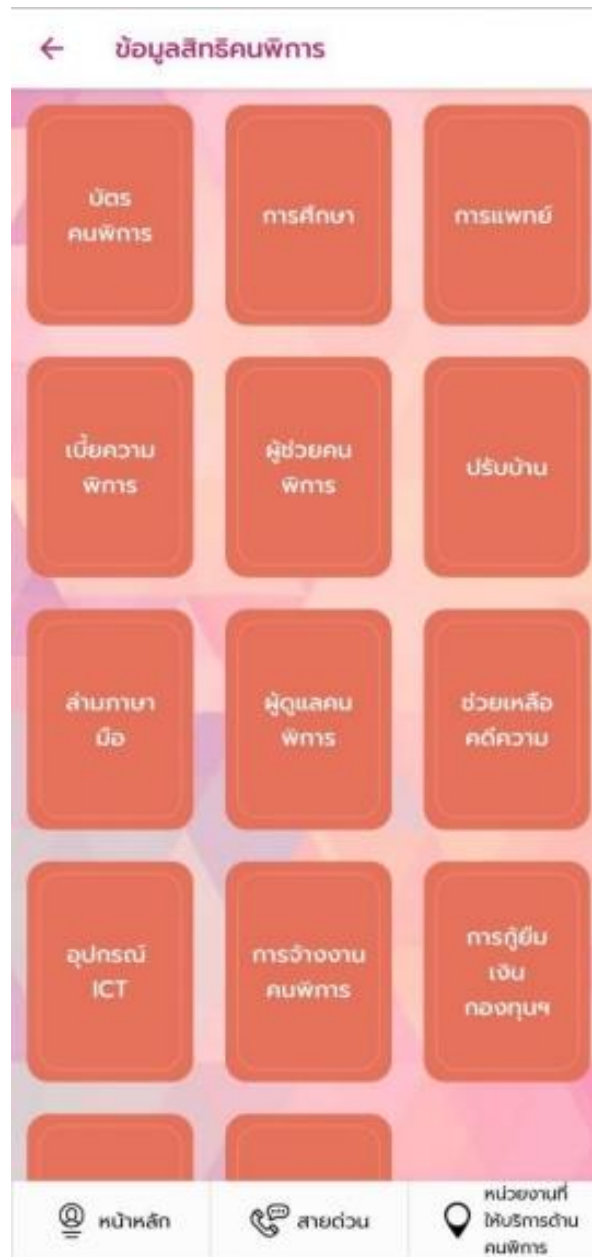 ข้อมูลสิทธิคนพิการ
บัตร
คนพิการ
การศึกษา
การแพทย์
เบี้ยความ
พิการ
ผู้ช่วยคน
พิการ
ปรับบ้าน
ล่ามภาษา
มือ
ผู้ดูแลคน
พิการ
ช่วยเหลือ
คดีความ
อุปกรณ์
ICT
การจ้างงาน
คนพิการ
การกู้ยืม
เงิน
กองทุนฯ
หน้าหลัก
สายด่วน
หน่วยงานที่
ให้บริการด้าน
คนพิการ